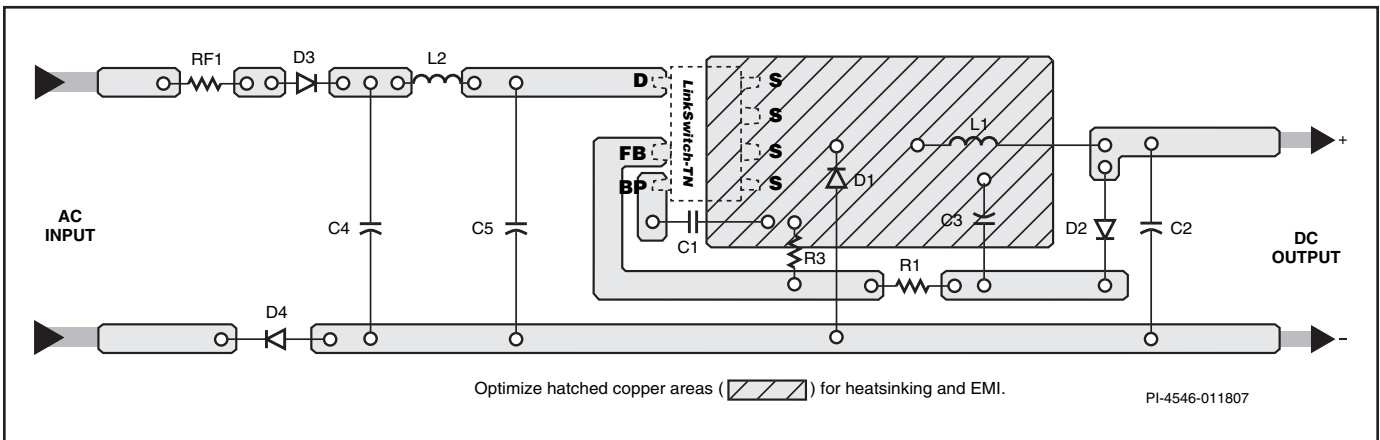 RF1
D3
L2
D
LinkSwitch-TN
S
S
L1
+
FB
S
BP
S
D1
AC
INPUT
C4
C5
C1
C3
D2
C2
DC
OUTPUT
R3
R1
D4
–
Optimize hatched copper areas ( ) for heatsinking and EMI.
PI-4546-011807